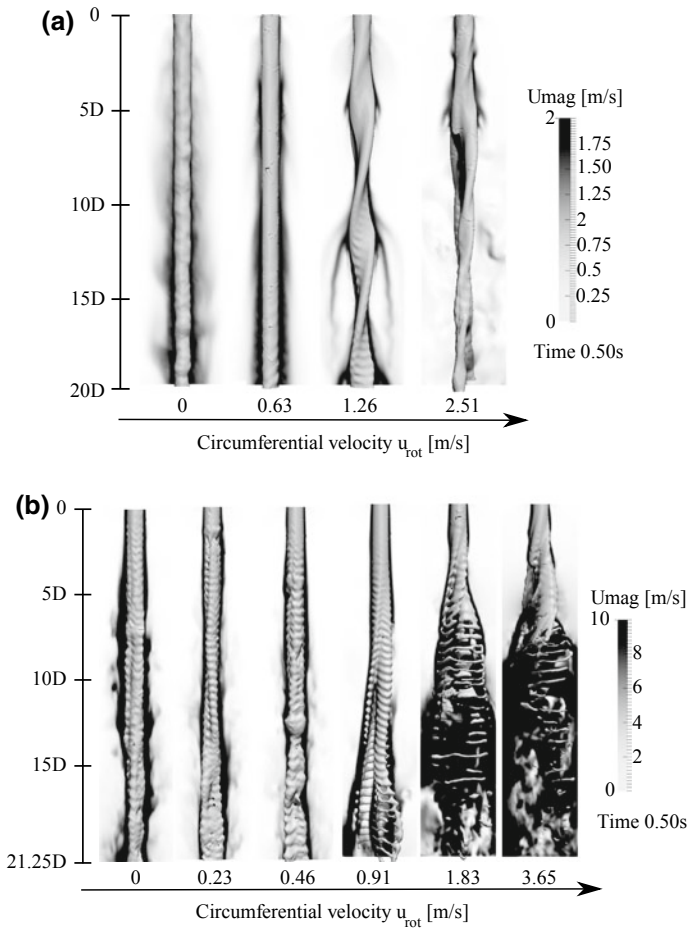 (a)
0
5D
10D
15D
20D
0 0.63 1.26 2.51
Circumferential velocity u_rot [m/s]
Umag [m/s]
2
1.75
1.50
1.25
2
0.75
0.5
0.25
0
Time 0.50s
(b)
0
5D
10D
15D
21.25D
0 0.23 0.46 0.91 1.83 3.65
Circumferential velocity u_rot [m/s]
Umag [m/s]
10
8
6
4
2
0
Time 0.50s